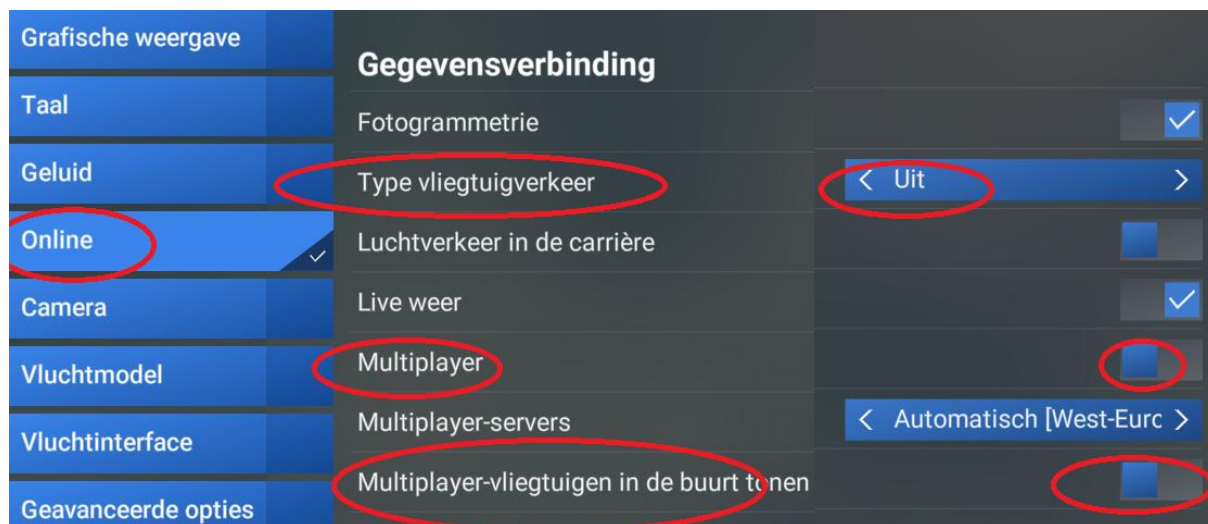 Grafische weergave
Taal
Geluid
Online
Camera
Vluchtmodel
Vluchtinterface
Geavanceerde opties
Gegevensverbinding
Fotogrammetrie
Type vliegtuigverkeer
< Uit >
Luchtverkeer in de carrière
Live weer
Multiplayer
Multiplayer-servers
< Automatisch [West-Eurc >
Multiplayer-vliegtuigen in de buurt tonen